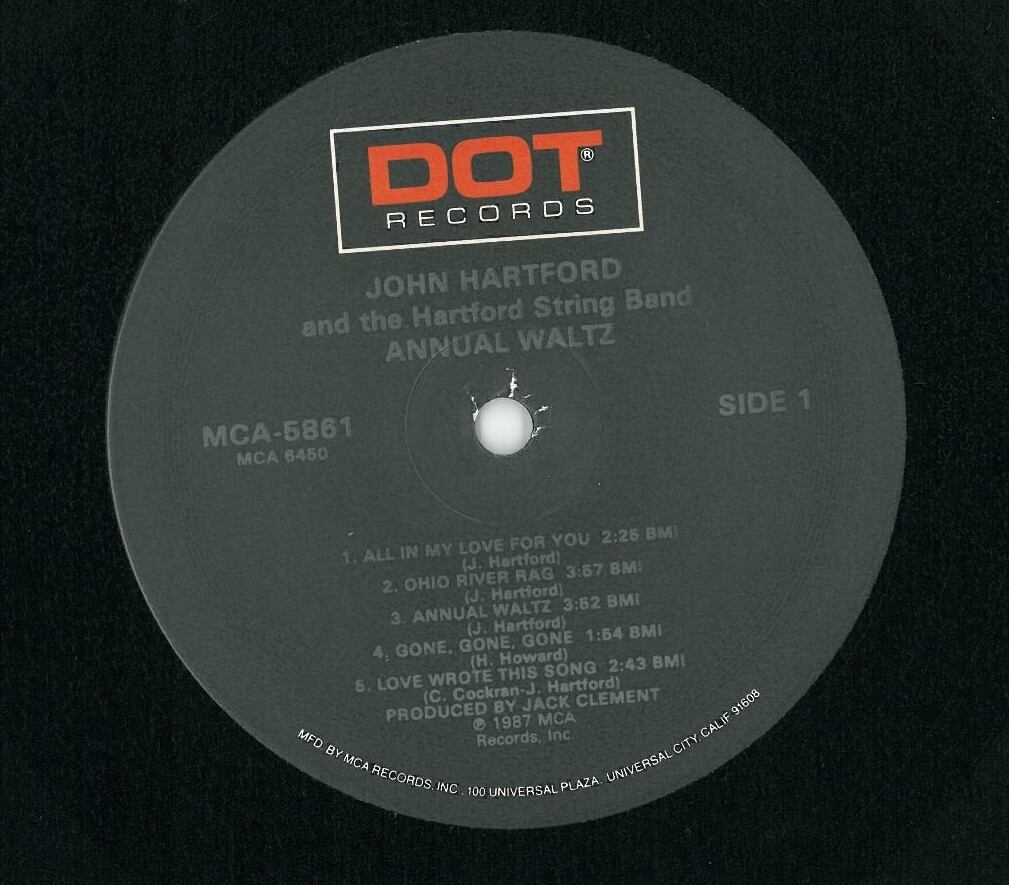 DOT®
RECORDS
JOHN HARTFORD
and the Hartford String Band
ANNUAL WALTZ
MCA-5861
MCA 6450
SIDE 1
1. ALL IN MY LOVE FOR YOU 2:25 BMI
(J. Hartford)
2. OHIO RIVER RAG 3:57 BMI
(J. Hartford)
3. ANNUAL WALTZ 3:52 BMI
(J. Hartford)
4. GONE, GONE, GONE 1:54 BMI
(H. Howard)
5. LOVE WROTE THIS SONG 2:43 BMI
(C. Cockran-J. Hartford)
PRODUCED BY JACK CLEMENT
℗ 1987 MCA
Records, Inc
MFD. BY MCA RECORDS, INC., 100 UNIVERSAL PLAZA, UNIVERSAL CITY, CALIF 91608